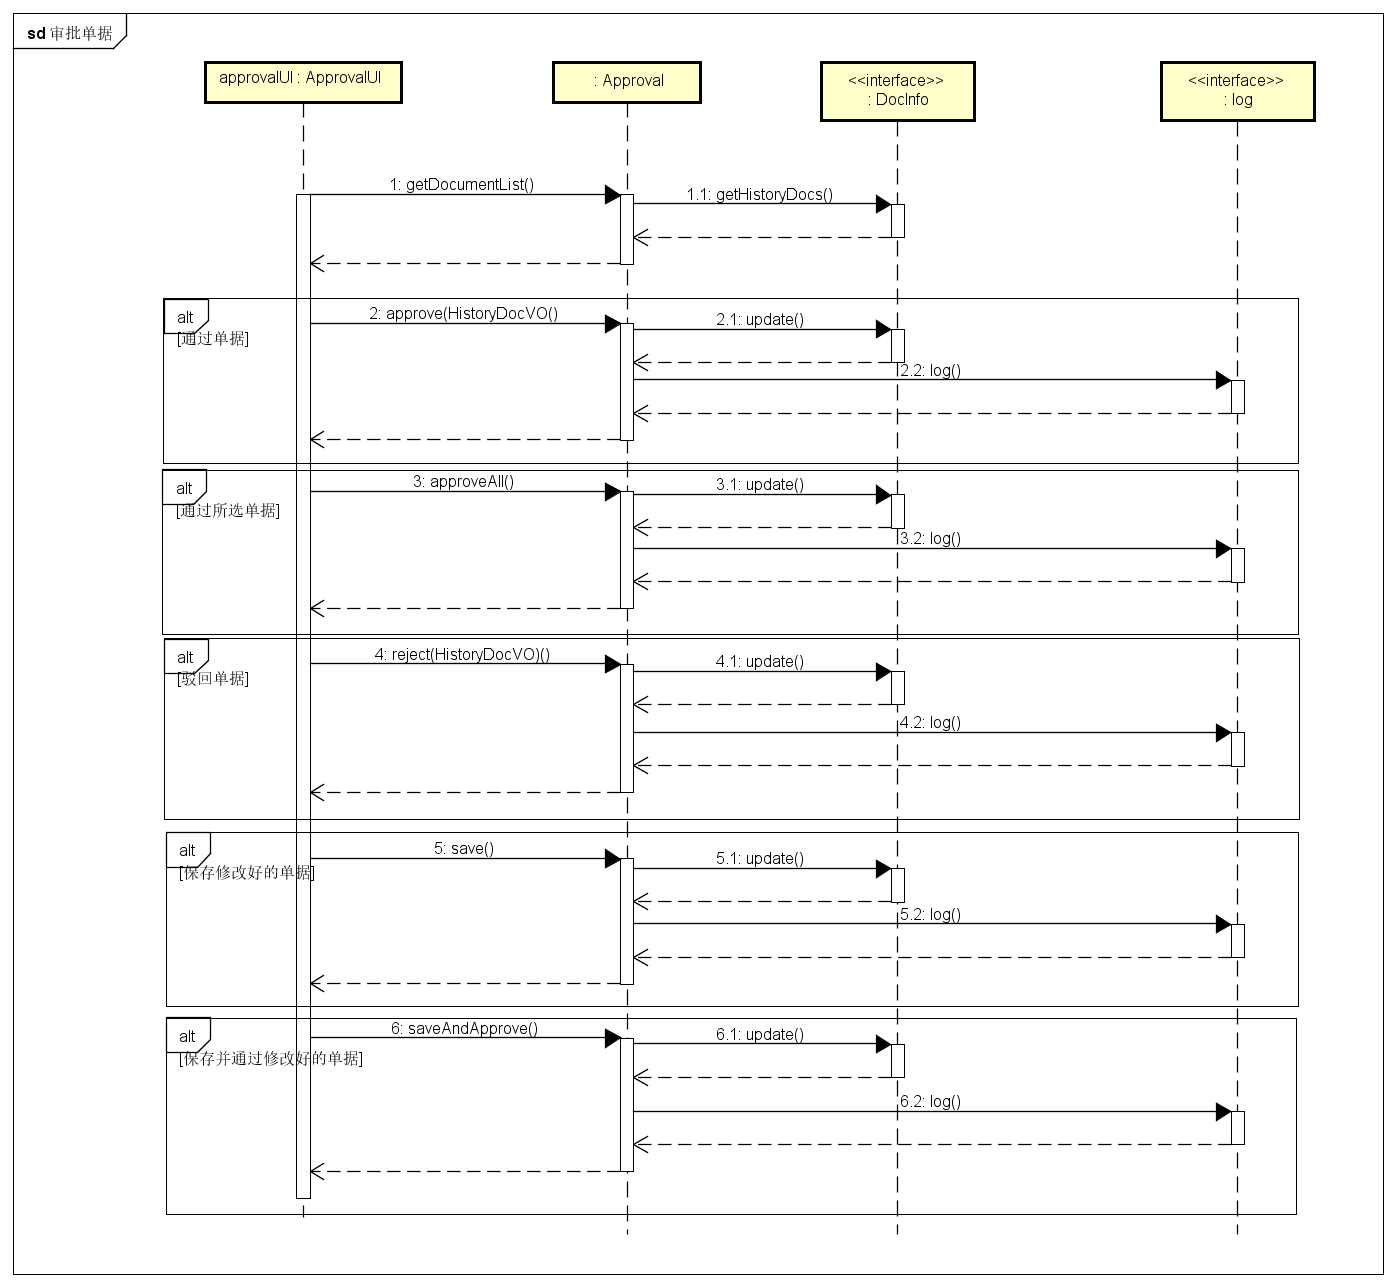 sd 审批单据
approvalUI : ApprovalUI
: Approval
<<interface>>
: DocInfo
<<interface>>
: log
1: getDocumentList()
1.1: getHistoryDocs()
alt
[通过单据]
2: approve(HistoryDocVO()
2.1: update()
2.2: log()
alt
[通过所选单据]
3: approveAll()
3.1: update()
3.2: log()
alt
[驳回单据]
4: reject(HistoryDocVO)()
4.1: update()
4.2: log()
alt
[保存修改好的单据]
5: save()
5.1: update()
5.2: log()
alt
[保存并通过修改好的单据]
6: saveAndApprove()
6.1: update()
6.2: log()